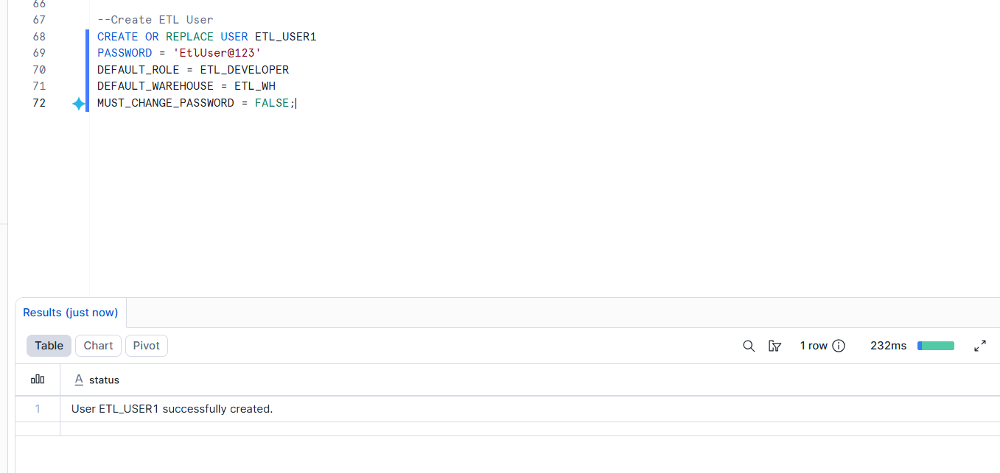 66
67 --Create ETL User
68 CREATE OR REPLACE USER ETL_USER1
69 PASSWORD = 'EtlUser@123'
70 DEFAULT_ROLE = ETL_DEVELOPER
71 DEFAULT_WAREHOUSE = ETL_WH
72 MUST_CHANGE_PASSWORD = FALSE;
Results (just now)
Table Chart Pivot 1 row 232ms
A status
1 User ETL_USER1 successfully created.